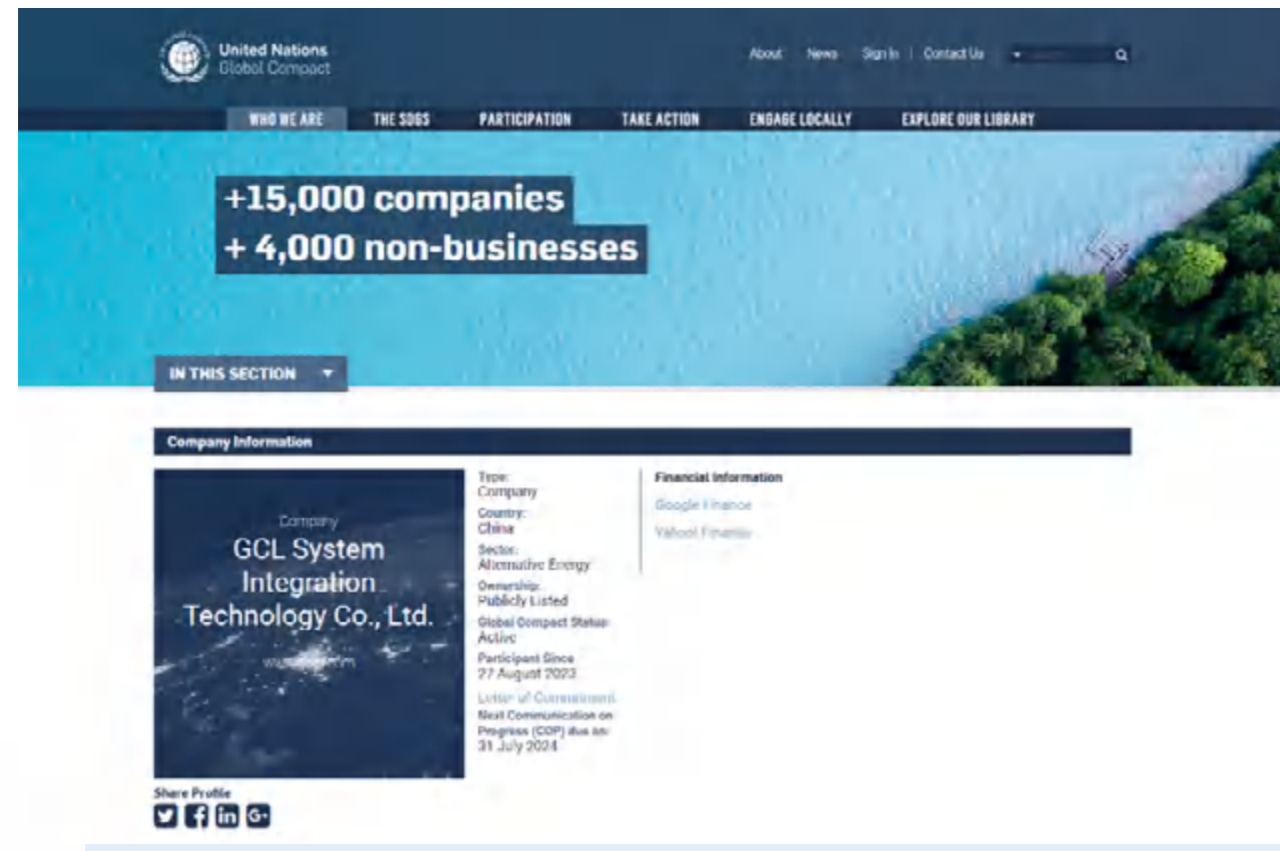 United Nations
Global Compact
About News Sign In | Contact Us
WHO WE ARE THE SDGS PARTICIPATION TAKE ACTION ENGAGE LOCALLY EXPLORE OUR LIBRARY
+15,000 companies
+ 4,000 non-businesses
IN THIS SECTION
Company Information
Company
GCL System
Integration
Technology Co., Ltd.
Type:
Company
Country:
China
Sector:
Alternative Energy
Ownership:
Publicly Listed
Global Compact Status:
Active
Participant Since
27 August 2023
Letter of Commitment
Next Communication on
Progress (COP) due on:
31 July 2024
Financial Information
Google Finance
Yahoo! Finance
Share Profile